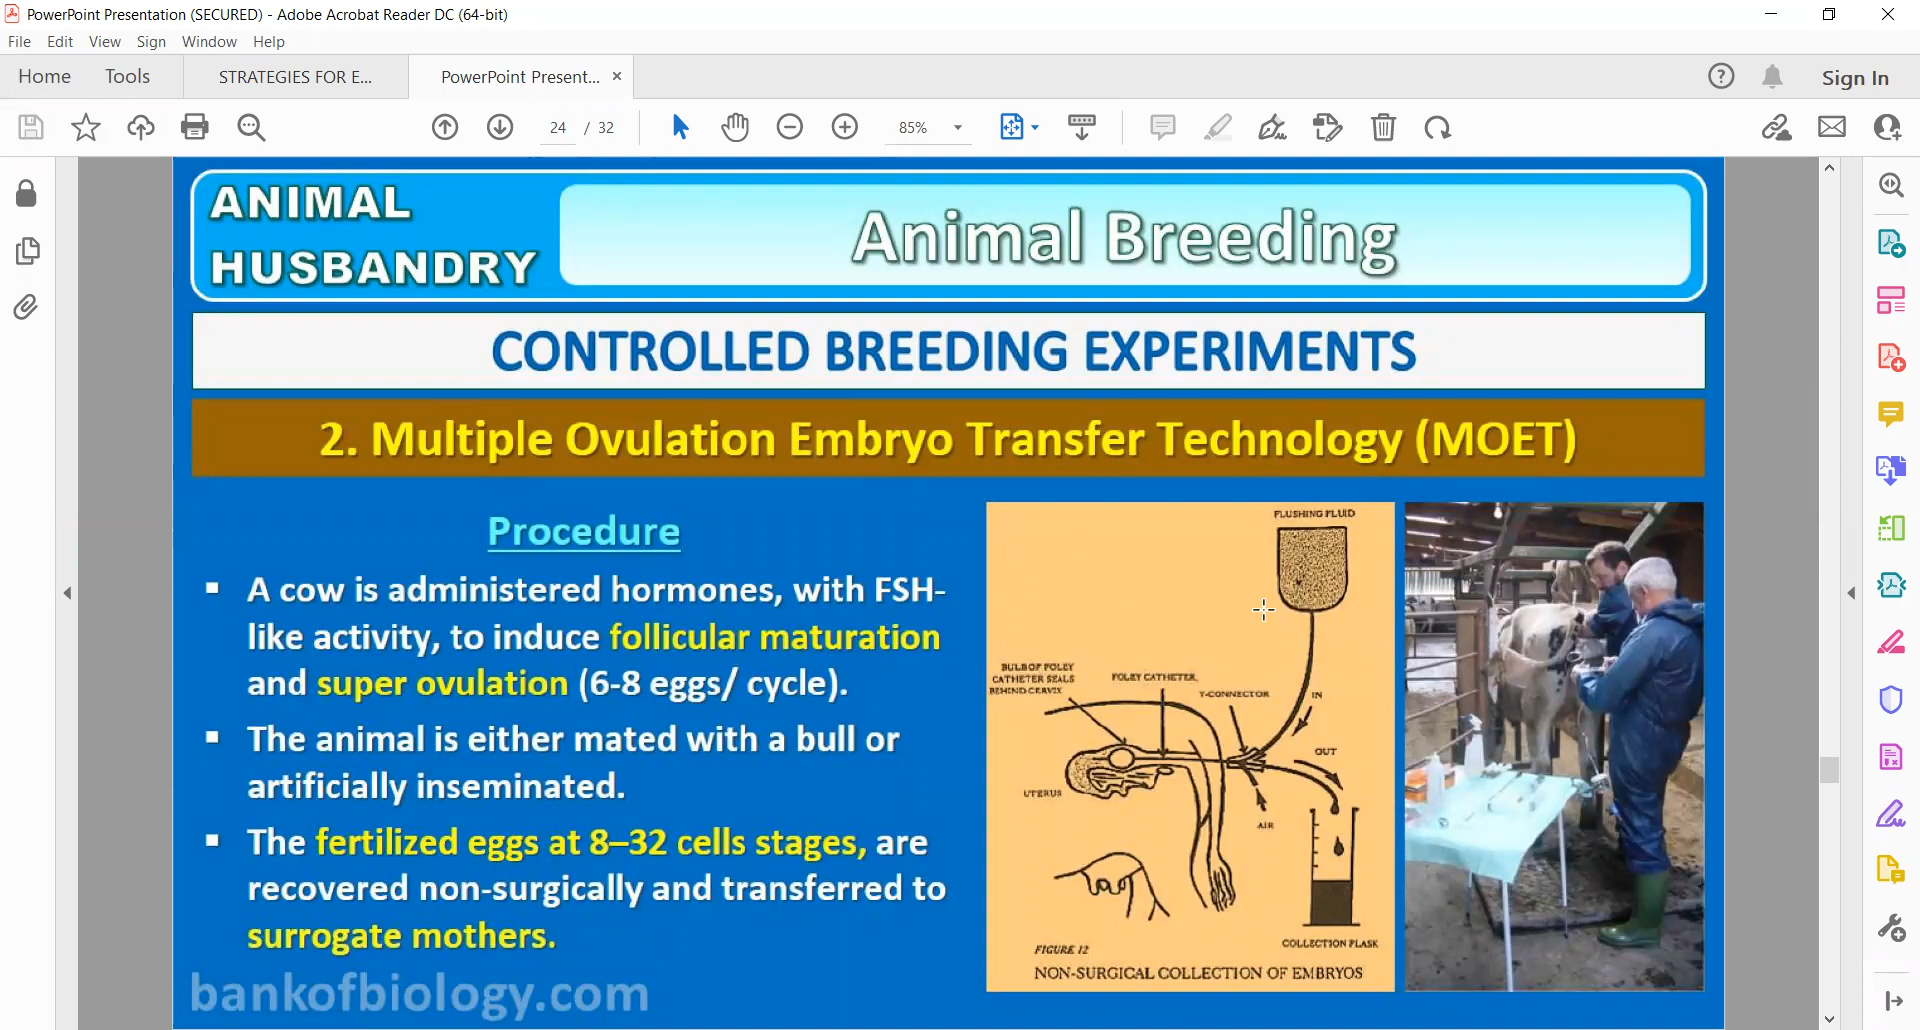 PowerPoint Presentation (SECURED) - Adobe Acrobat Reader DC (64-bit)
File Edit View Sign Window Help
Home Tools STRATEGIES FOR E... PowerPoint Present... × Sign In
24 / 32 85%
ANIMAL
HUSBANDRY
Animal Breeding
CONTROLLED BREEDING EXPERIMENTS
2. Multiple Ovulation Embryo Transfer Technology (MOET)
Procedure
▪ A cow is administered hormones, with FSH-
like activity, to induce follicular maturation
and super ovulation (6-8 eggs/ cycle).
▪ The animal is either mated with a bull or
artificially inseminated.
▪ The fertilized eggs at 8–32 cells stages, are
recovered non-surgically and transferred to
surrogate mothers.
bankofbiology.com
FLUSHING FLUID
BULB OF FOLEY
CATHETER SEALS
BEHIND CERVIX
FOLEY CATHETER
Y-CONNECTOR
IN
OUT
UTERUS
AIR
COLLECTION FLASK
FIGURE 12
NON-SURGICAL COLLECTION OF EMBRYOS